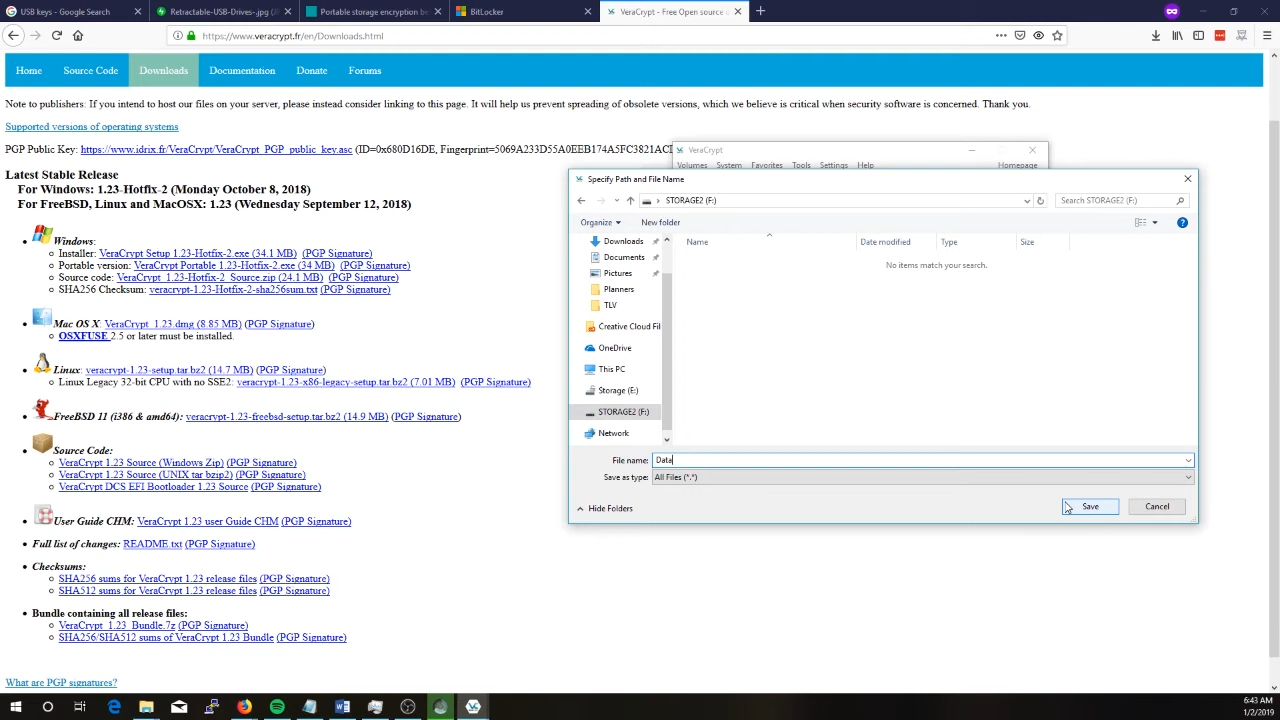 USB keys - Google Search
Retractable-USB-Drives-.jpg (J
Portable storage encryption be
BitLocker
VeraCrypt - Free Open source d
https://www.veracrypt.fr/en/Downloads.html
Home Source Code Downloads Documentation Donate Forums
Note to publishers: If you intend to host our files on your server, please instead consider linking to this page. It will help us prevent spreading of obsolete versions, which we believe is critical when security software is concerned. Thank you.
Supported versions of operating systems
PGP Public Key: https://www.idrix.fr/VeraCrypt/VeraCrypt_PGP_public_key.asc (ID=0x680D16DE, Fingerprint=5069A233D55A0EEB174A5FC3821ACD
Latest Stable Release
For Windows: 1.23-Hotfix-2 (Monday October 8, 2018)
For FreeBSD, Linux and MacOSX: 1.23 (Wednesday September 12, 2018)
Windows:
Installer: VeraCrypt Setup 1.23-Hotfix-2.exe (34.1 MB) (PGP Signature)
Portable version: VeraCrypt Portable 1.23-Hotfix-2.exe (34 MB) (PGP Signature)
Source code: VeraCrypt_1.23-Hotfix-2_Source.zip (24.1 MB) (PGP Signature)
SHA256 Checksum: veracrypt-1.23-Hotfix-2-sha256sum.txt (PGP Signature)
Mac OS X: VeraCrypt_1.23.dmg (8.85 MB) (PGP Signature)
OSXFUSE 2.5 or later must be installed.
Linux: veracrypt-1.23-setup.tar.bz2 (14.7 MB) (PGP Signature)
Linux Legacy 32-bit CPU with no SSE2: veracrypt-1.23-x86-legacy-setup.tar.bz2 (7.01 MB) (PGP Signature)
FreeBSD 11 (i386 & amd64): veracrypt-1.23-freebsd-setup.tar.bz2 (14.9 MB) (PGP Signature)
Source Code:
VeraCrypt 1.23 Source (Windows Zip) (PGP Signature)
VeraCrypt 1.23 Source (UNIX tar bzip2) (PGP Signature)
VeraCrypt DCS EFI Bootloader 1.23 Source (PGP Signature)
User Guide CHM: VeraCrypt 1.23 user Guide CHM (PGP Signature)
Full list of changes: README.txt (PGP Signature)
Checksums:
SHA256 sums for VeraCrypt 1.23 release files (PGP Signature)
SHA512 sums for VeraCrypt 1.23 release files (PGP Signature)
Bundle containing all release files:
VeraCrypt_1.23_Bundle.7z (PGP Signature)
SHA256/SHA512 sums of VeraCrypt 1.23 Bundle (PGP Signature)
What are PGP signatures?
VeraCrypt
Volumes System Favorites Tools Settings Help Homepage
Specify Path and File Name
STORAGE2 (F:)
Search STORAGE2 (F:)
Organize New folder
Name Date modified Type Size
No items match your search.
Downloads
Documents
Pictures
Planners
TLV
Creative Cloud Fil
OneDrive
This PC
Storage (E:)
STORAGE2 (F:)
Network
File name: Data
Save as type: All Files (*.*)
Hide Folders
Save Cancel
6:43 AM
1/2/2019